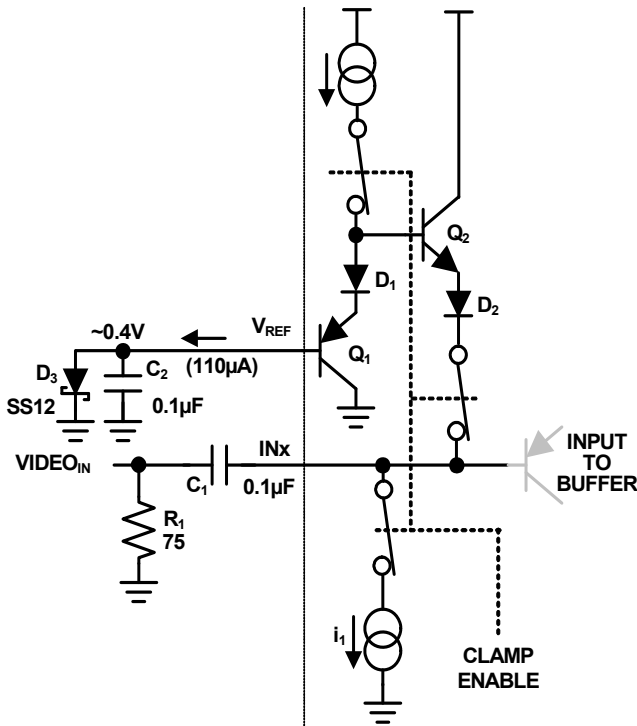 Q2
D1
D2
~0.4V
VREF
(110µA)
Q1
D3
SS12
C2
0.1µF
VIDEOIN
C1
0.1µF
INx
INPUT
TO
BUFFER
R1
75
i1
CLAMP
ENABLE